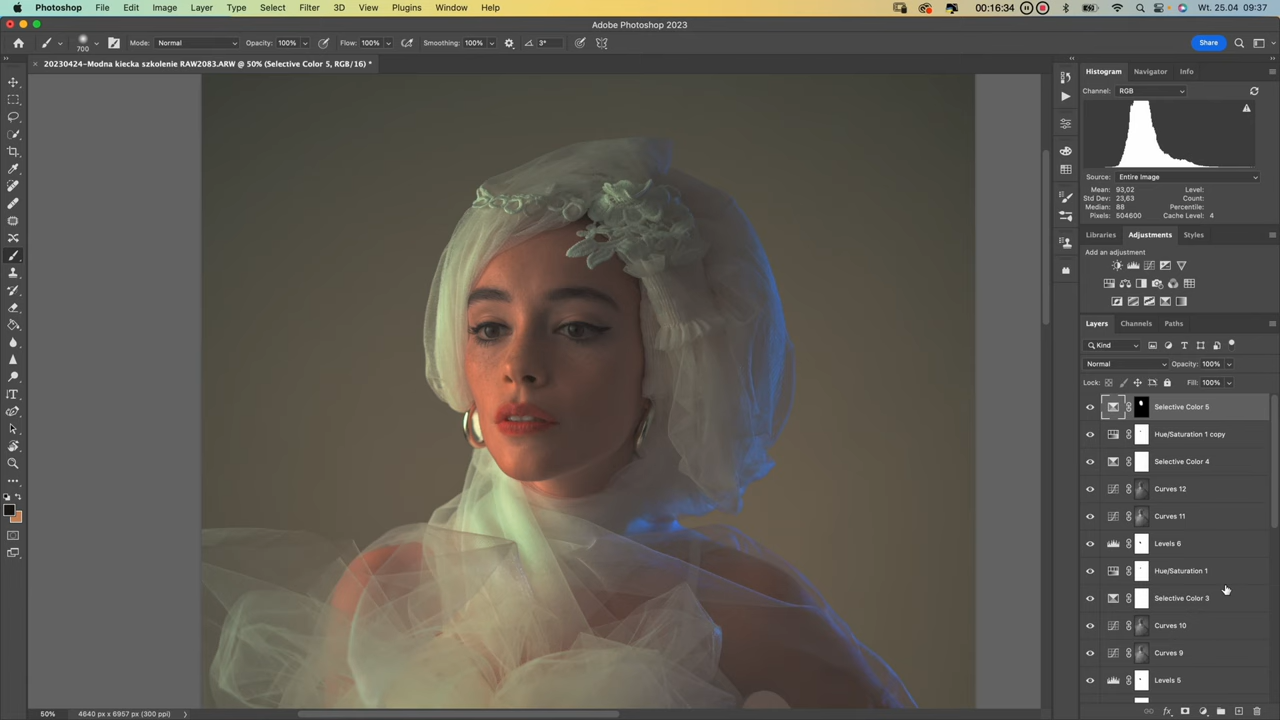 Photoshop File Edit Image Layer Type Select Filter 3D View Plugins Window Help 00:16:34 Wt. 25.04 09:37
Adobe Photoshop 2023
700 Mode: Normal Opacity: 100% Flow: 100% Smoothing: 100% 3° Share
20230424-Modna kiecka szkolenie RAW2083.ARW @ 50% (Selective Color 5, RGB/16) *
Histogram Navigator Info
Channel: RGB
Source: Entire Image
Mean: 93,02 Level:
Std Dev: 23,63 Count:
Median: 88 Percentile:
Pixels: 504600 Cache Level: 4
Libraries Adjustments Styles
Add an adjustment
Layers Channels Paths
Kind
Normal Opacity: 100%
Lock: Fill: 100%
Selective Color 5
Hue/Saturation 1 copy
Selective Color 4
Curves 12
Curves 11
Levels 6
Hue/Saturation 1
Selective Color 3
Curves 10
Curves 9
Levels 5
50% 4640 px x 6957 px (300 ppi)